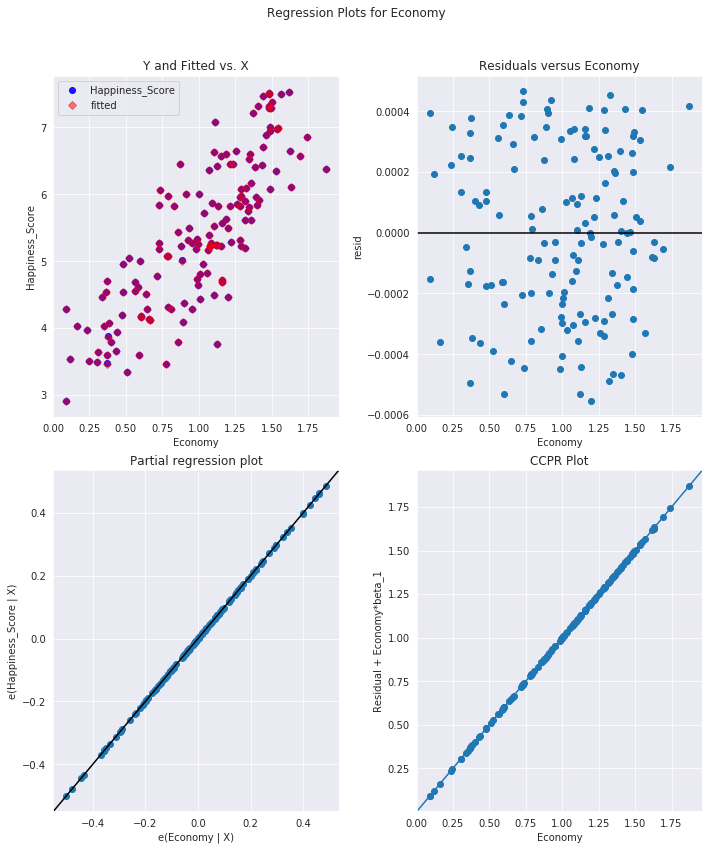 Regression Plots for Economy
Y and Fitted vs. X
Happiness_Score
fitted
7
6
5
4
3
Happiness_Score
0.00 0.25 0.50 0.75 1.00 1.25 1.50 1.75
Economy
Residuals versus Economy
0.0004
0.0002
0.0000
−0.0002
−0.0004
−0.0006
resid
0.00 0.25 0.50 0.75 1.00 1.25 1.50 1.75
Economy
Partial regression plot
0.4
0.2
0.0
−0.2
−0.4
e(Happiness_Score | X)
−0.4 −0.2 0.0 0.2 0.4
e(Economy | X)
CCPR Plot
1.75
1.50
1.25
1.00
0.75
0.50
0.25
Residual + Economy*beta_1
0.00 0.25 0.50 0.75 1.00 1.25 1.50 1.75
Economy